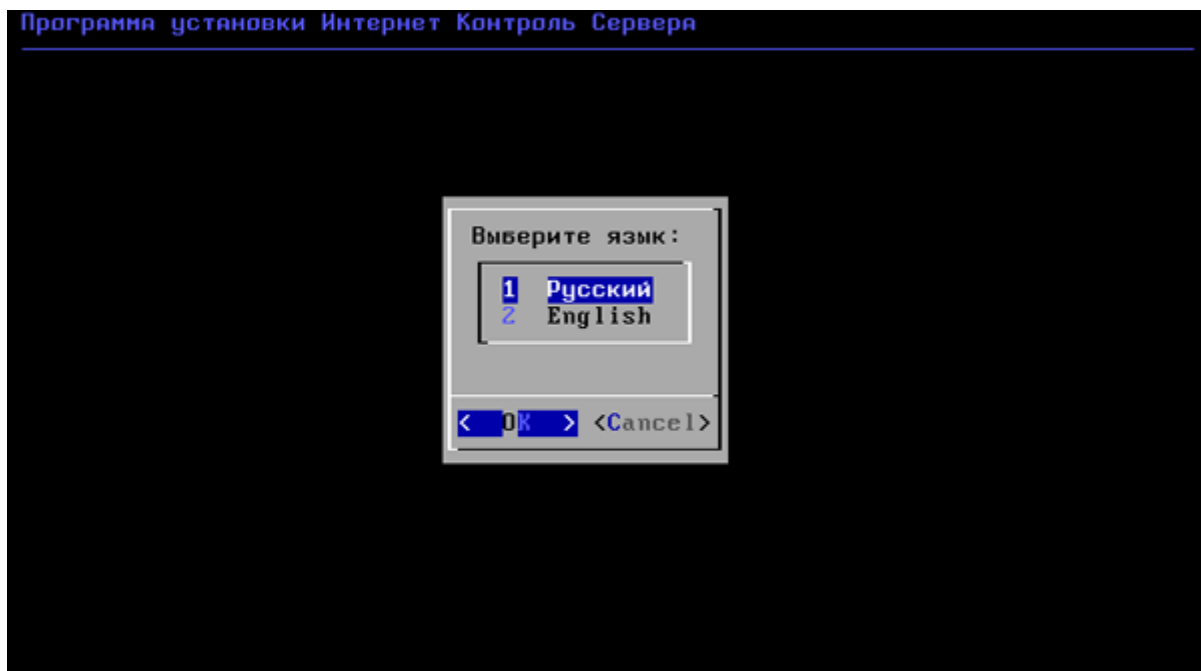 Программа установки Интернет Контроль Сервера
Выберите язык:
1 Русский
2 English
< OK > <Cancel>